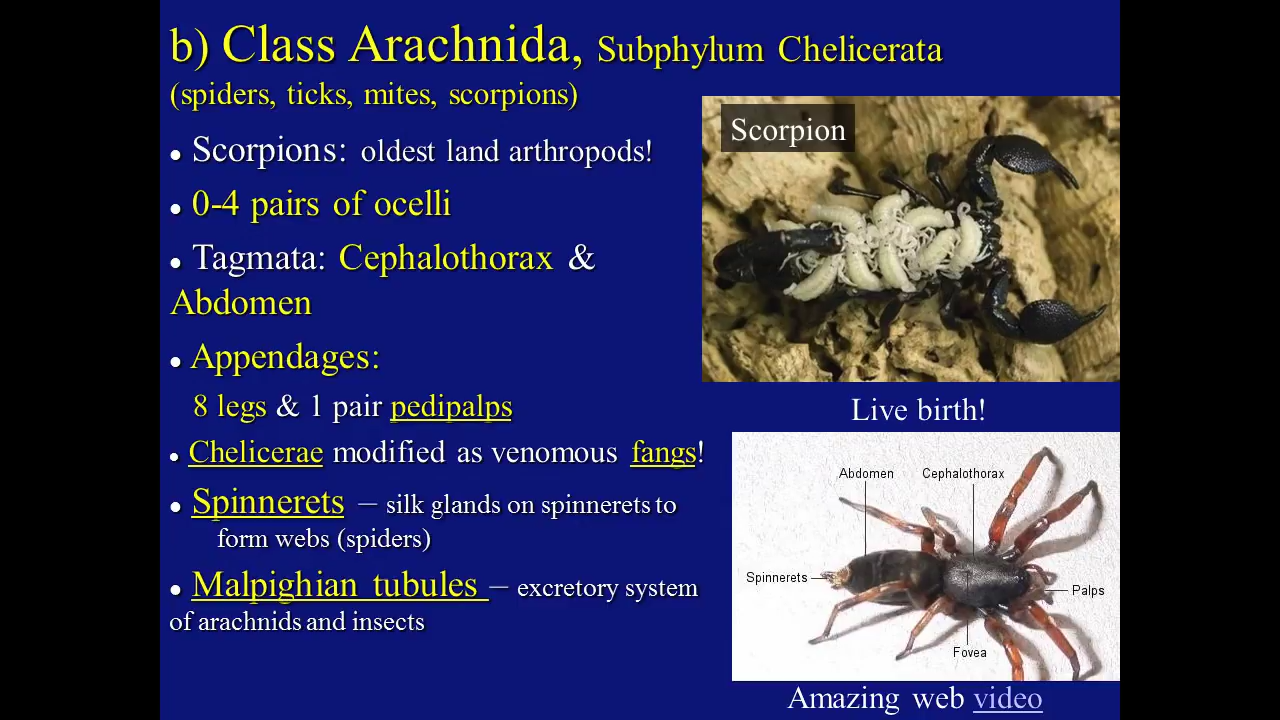 b) Class Arachnida, Subphylum Chelicerata
(spiders, ticks, mites, scorpions)
• Scorpions: oldest land arthropods!
• 0-4 pairs of ocelli
• Tagmata: Cephalothorax &
Abdomen
• Appendages:
8 legs & 1 pair pedipalps
• Chelicerae modified as venomous fangs!
• Spinnerets – silk glands on spinnerets to
form webs (spiders)
• Malpighian tubules – excretory system
of arachnids and insects
Scorpion
Live birth!
Abdomen
Cephalothorax
Spinnerets
Palps
Fovea
Amazing web video